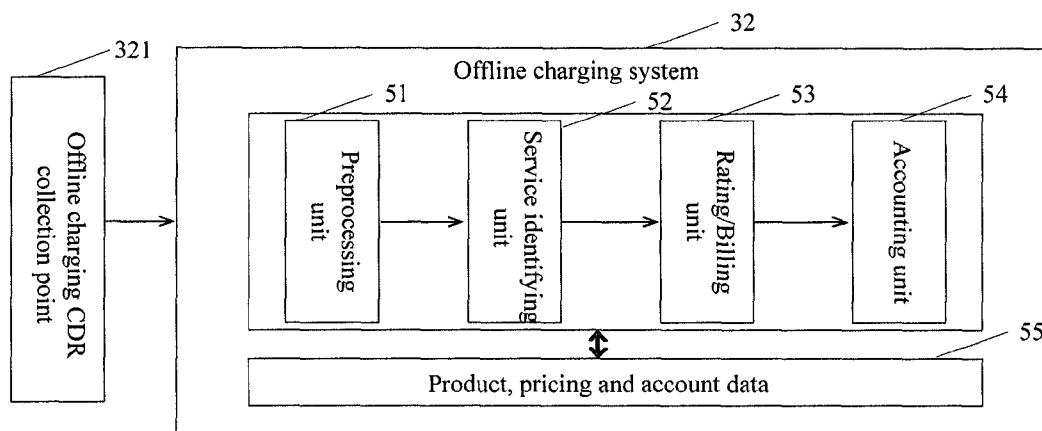 32
321
Offline charging system
51
52
53
54
Offline charging CDR
collection point
Preprocessing
unit
Service identifying
unit
Rating/Billing
unit
Accounting unit
55
Product, pricing and account data